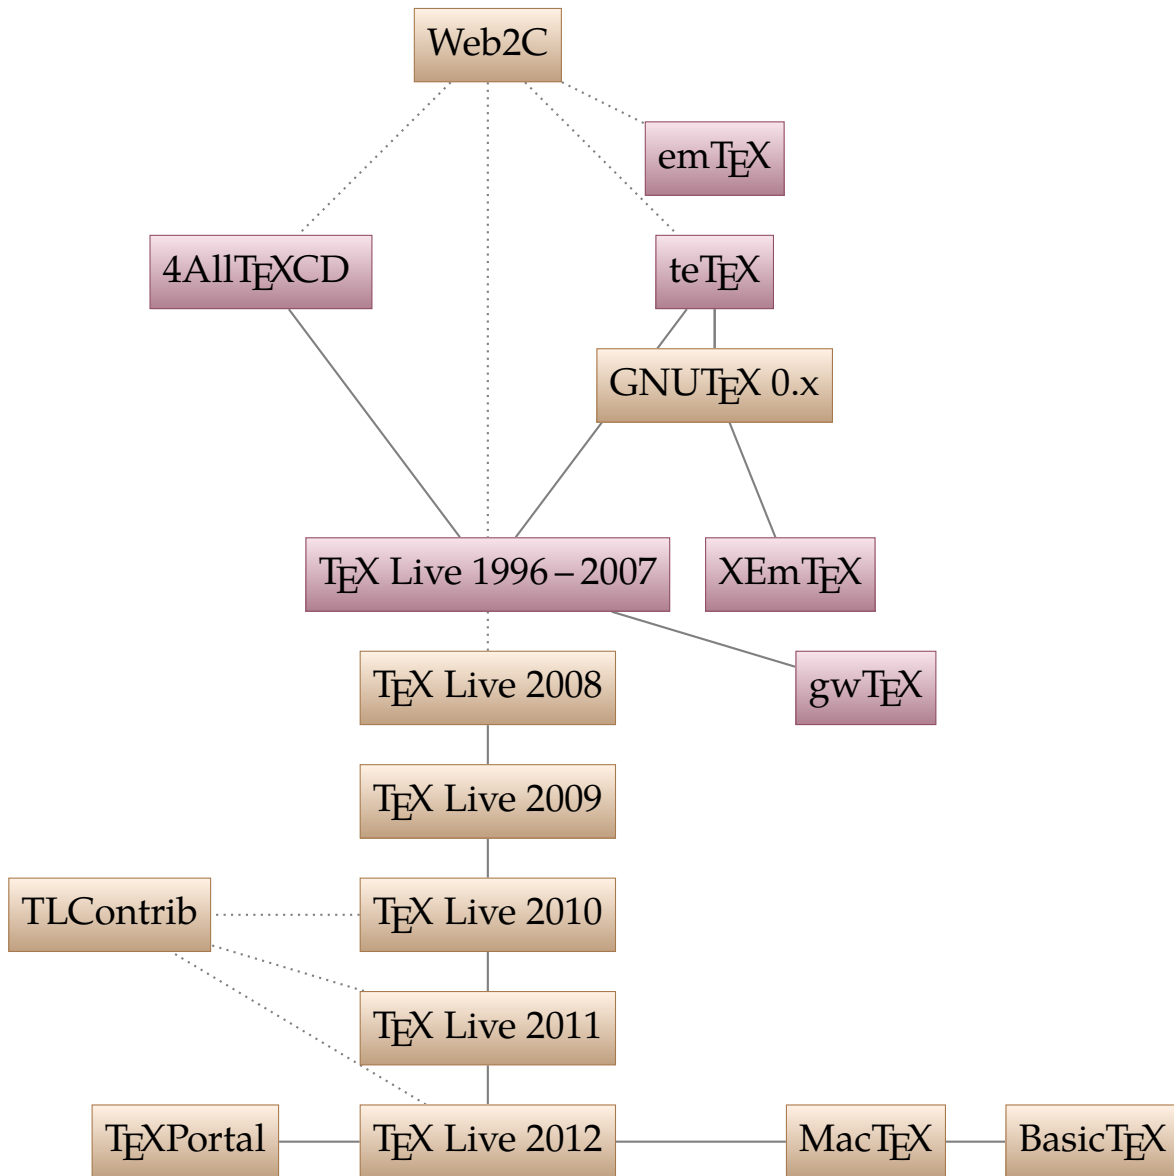 Web2C
emTEX
4AllTEXCD
teTEX
GNUTEX 0.x
TEX Live 1996–2007
XEmTEX
TEX Live 2008
gwTEX
TEX Live 2009
TLContrib
TEX Live 2010
TEX Live 2011
TEXPortal
TEX Live 2012
MacTEX
BasicTEX